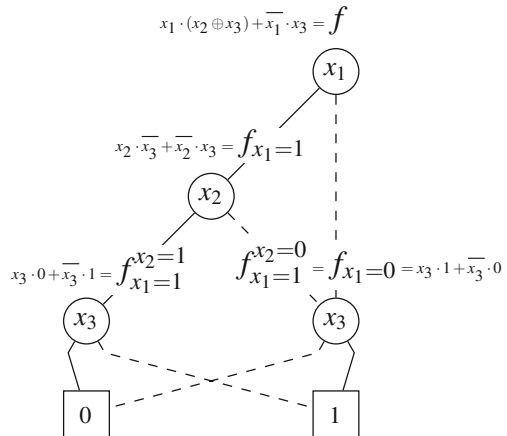 x₁ · (x₂ ⊕ x₃) + x̅₁̅ · x₃ = f
x₁
x₂ · x̅₃̅ + x̅₂̅ · x₃ = f_{x₁=1}
x₂
x₃ · 0 + x̅₃̅ · 1 = f^{x₂=1}_{x₁=1} f^{x₂=0}_{x₁=1} = f_{x₁=0} = x₃ · 1 + x̅₃̅ · 0
x₃ x₃
0 1